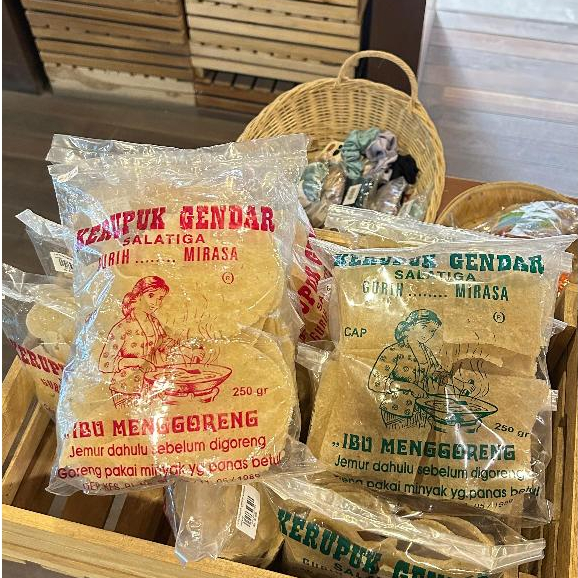 KERUPUK GENDAR
SALATIGA
GURIH ........ MIRASA
®
250 gr
„IBU MENGGORENG
Jemur dahulu sebelum digoreng
Goreng pakai minyak yg panas betul
KERUPUK GENDAR
SALATIGA
GURIH ........ MIRASA
®
CAP
250 gr
„IBU MENGGORENG
Jemur dahulu sebelum digoreng
Goreng pakai minyak yg panas betul
KERUPUK GENDAR
SALATIGA